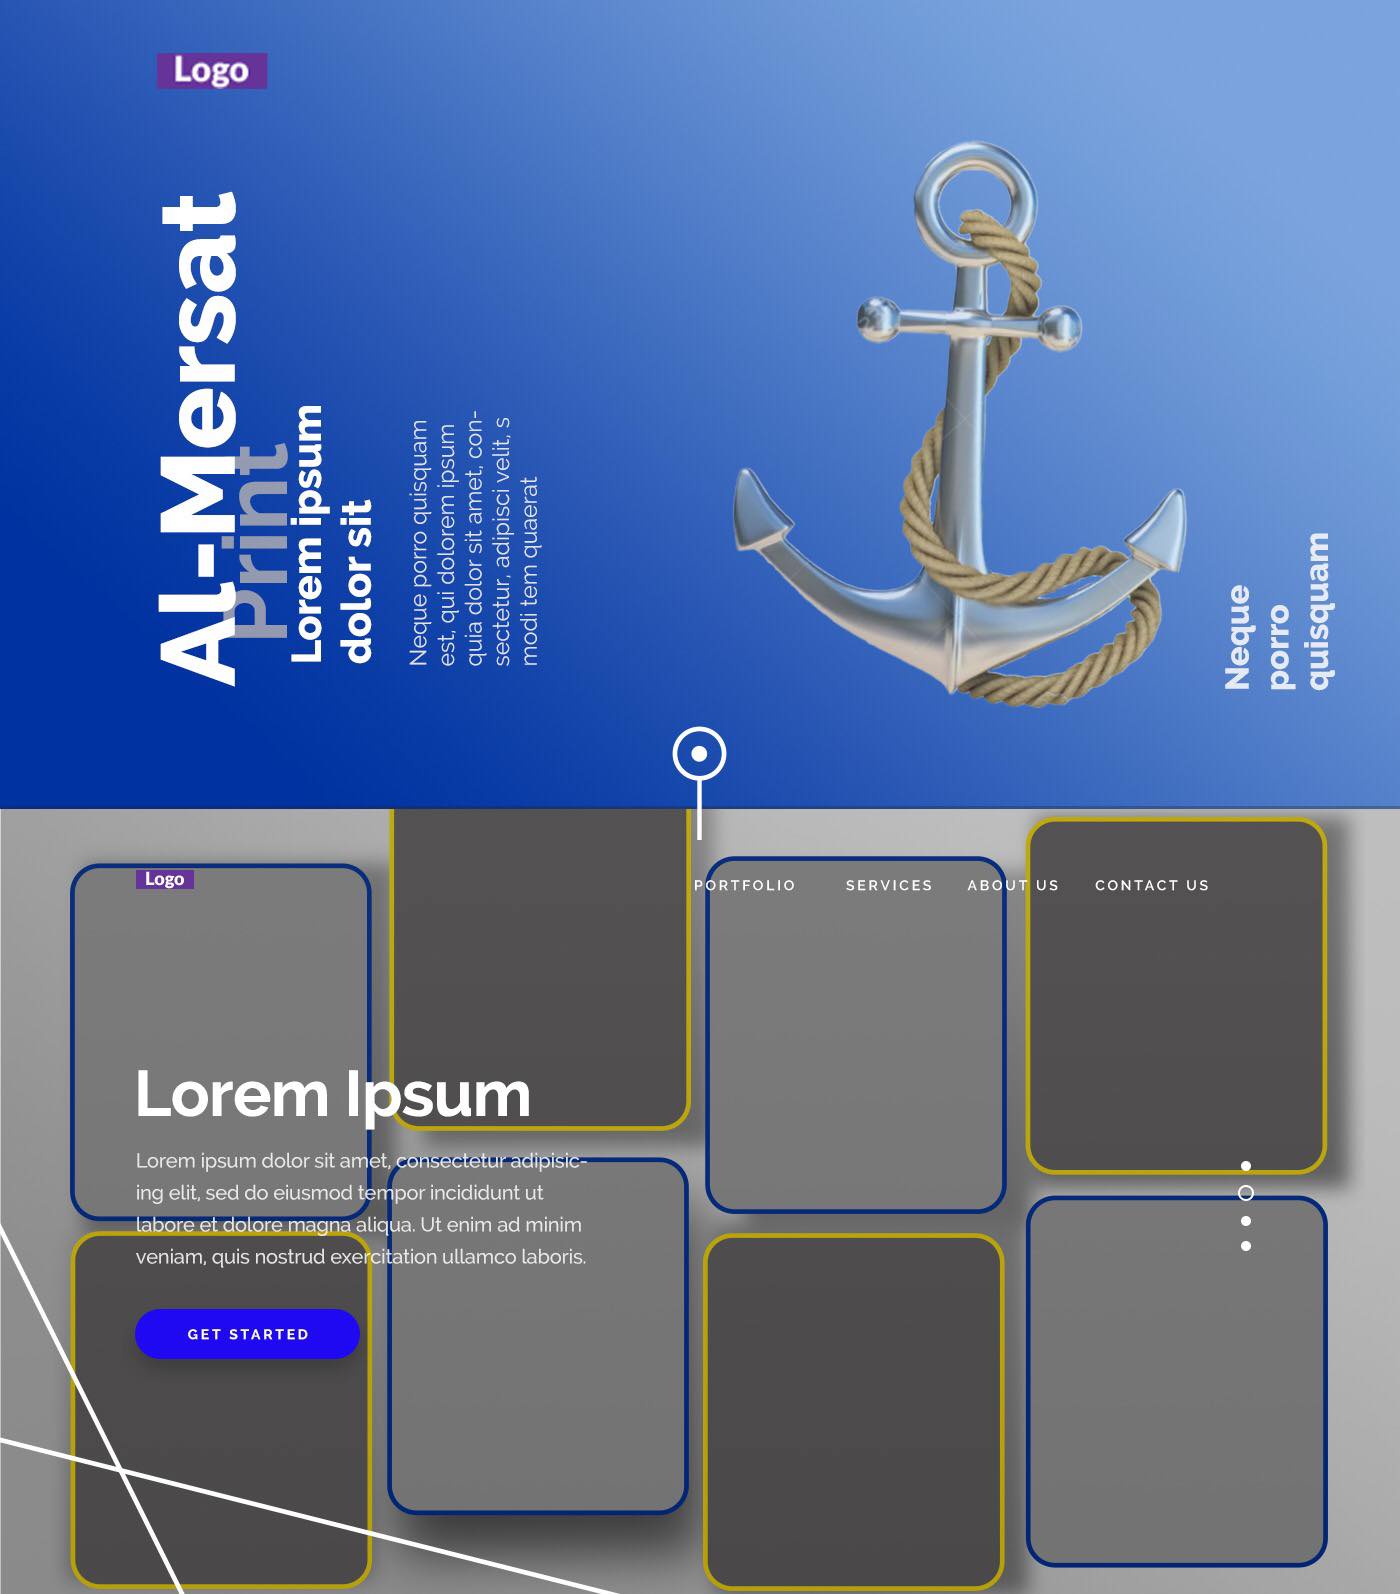 Logo
Al-Mersat
Print
Lorem ipsum
dolor sit
Neque porro quisquam
est, qui dolorem ipsum
quia dolor sit amet, con-
sectetur, adipisci velit, s
modi tem quaerat
Neque
porro
quisquam
Logo
PORTFOLIO SERVICES ABOUT US CONTACT US
Lorem Ipsum
Lorem ipsum dolor sit amet, consectetur adipisic-
ing elit, sed do eiusmod tempor incididunt ut
labore et dolore magna aliqua. Ut enim ad minim
veniam, quis nostrud exercitation ullamco laboris.
GET STARTED